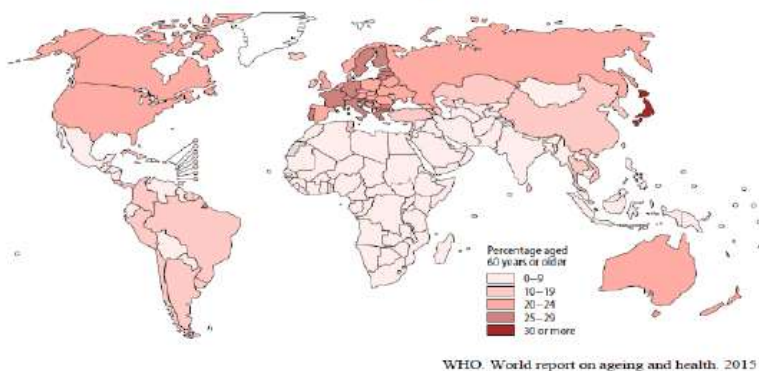 Percentage aged
60 years or older
0–9
10–19
20–24
25–29
30 or more
WHO. World report on ageing and health. 2015